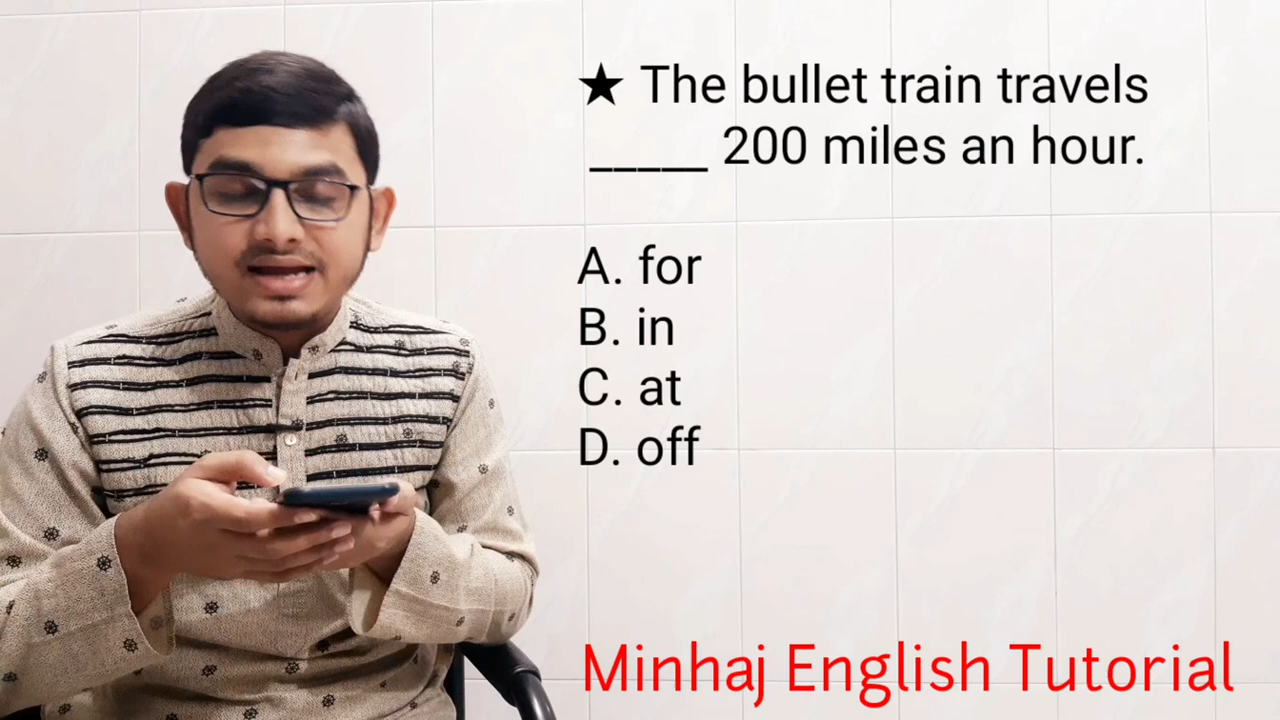 ★ The bullet train travels
_____ 200 miles an hour.
A. for
B. in
C. at
D. off
Minhaj English Tutorial